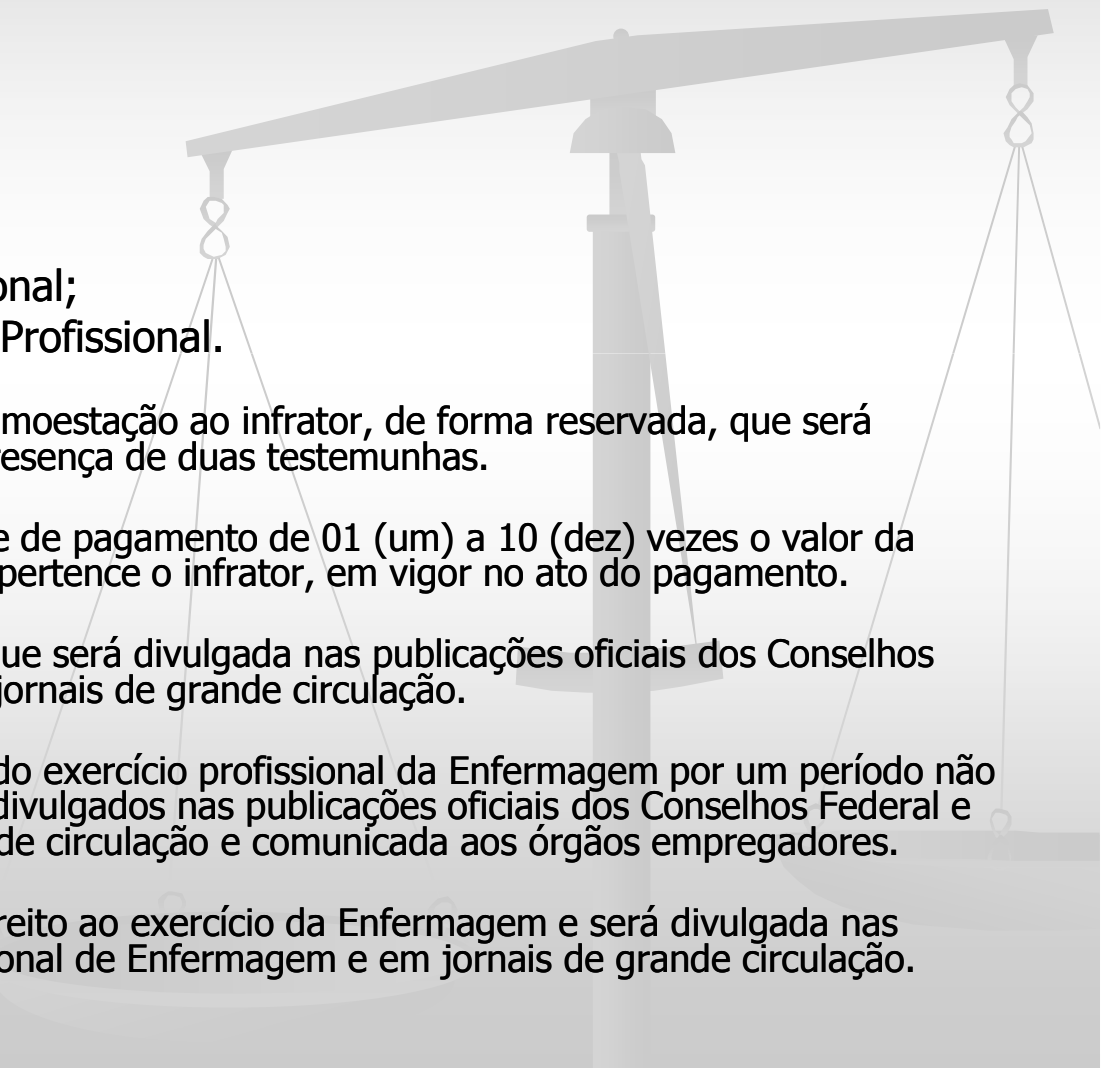 onal;
Profissional.
moestação ao infrator, de forma reservada, que será
resença de duas testemunhas.
e de pagamento de 01 (um) a 10 (dez) vezes o valor da
pertence o infrator, em vigor no ato do pagamento.
ue será divulgada nas publicações oficiais dos Conselhos
jornais de grande circulação.
do exercício profissional da Enfermagem por um período não
divulgados nas publicações oficiais dos Conselhos Federal e
de circulação e comunicada aos órgãos empregadores.
reito ao exercício da Enfermagem e será divulgada nas
onal de Enfermagem e em jornais de grande circulação.